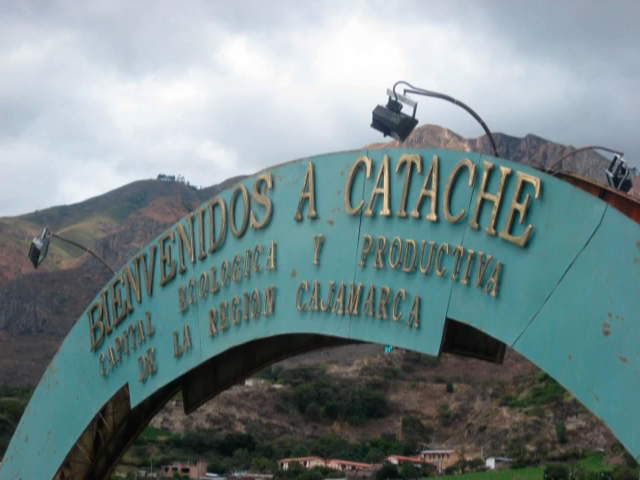 BIENVENIDOS A CATACHE
CAPITAL ECOLOGICA Y PRODUCTIVA
DE LA REGION CAJAMARCA